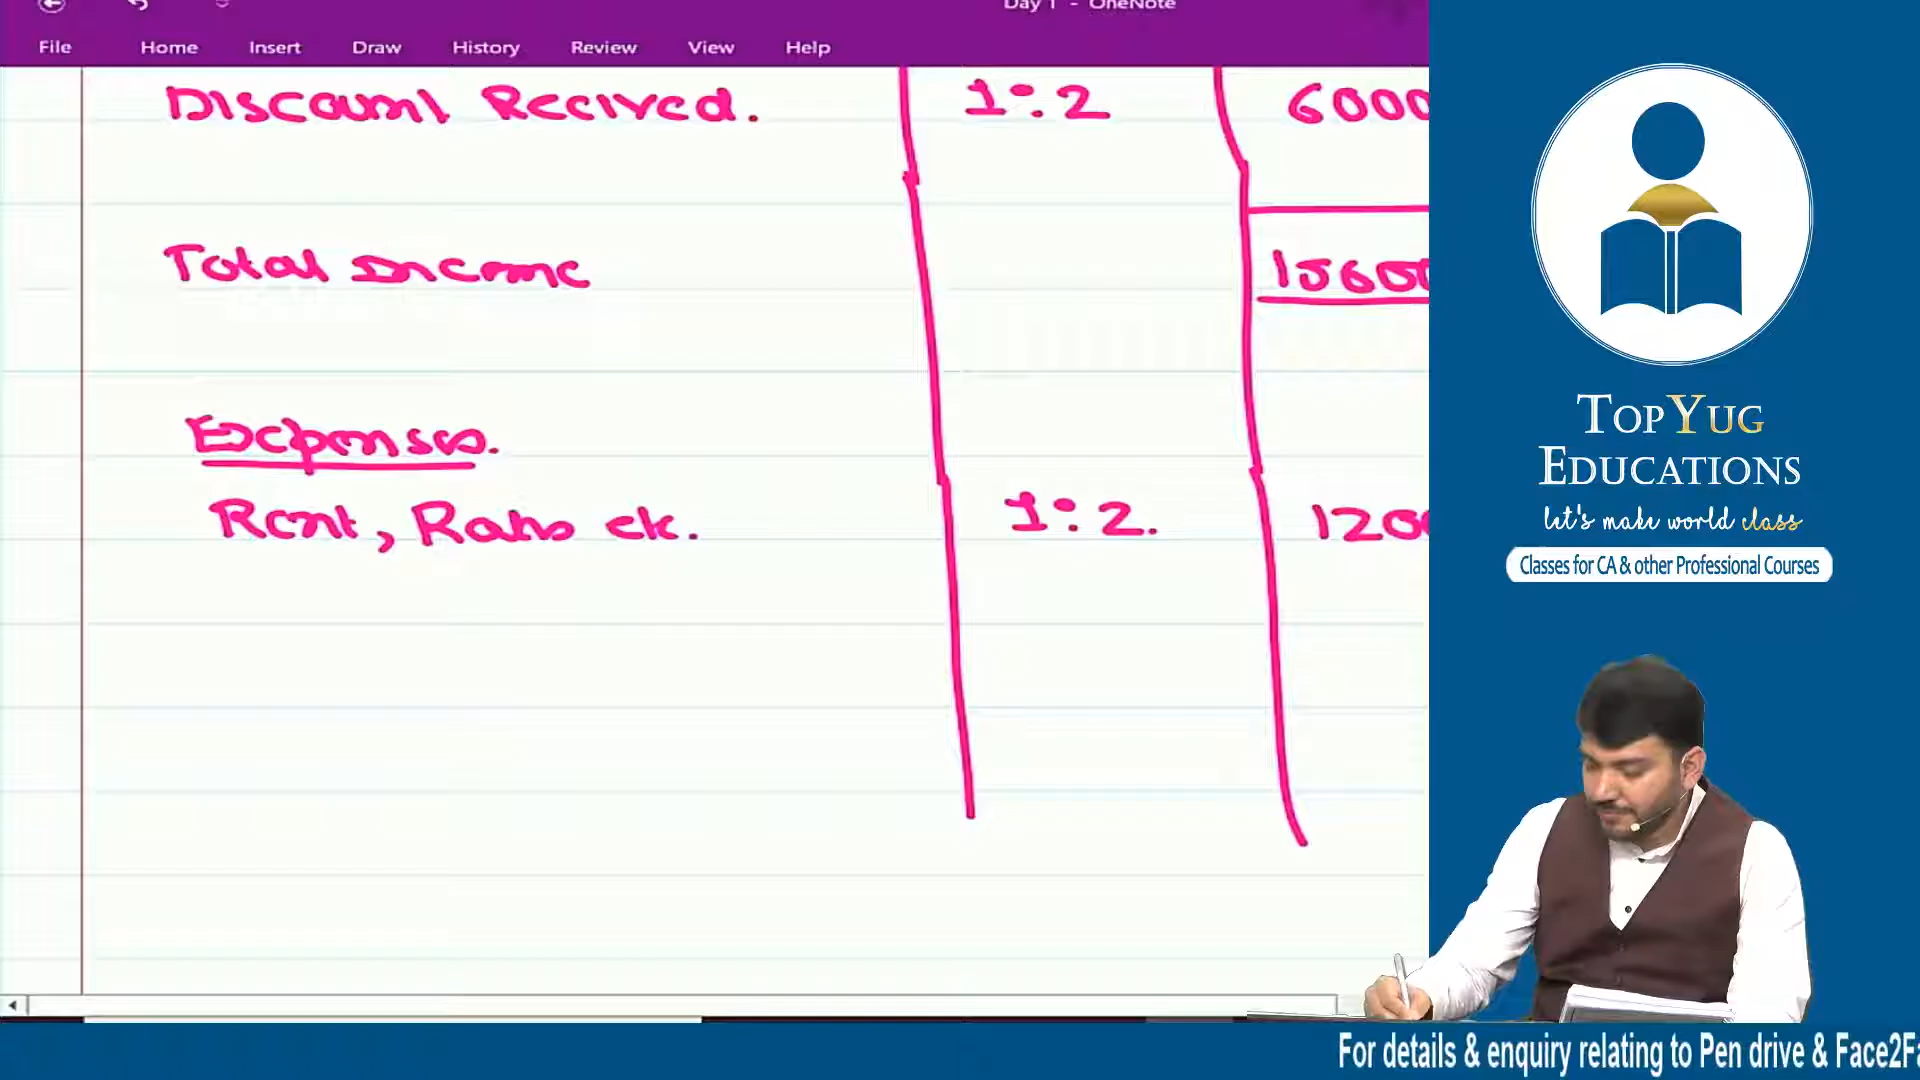 Day 1 - OneNote
File Home Insert Draw History Review View Help
Discount Recived. 1:2 6000
Total Income 15600
Expenses.
Rent, Rates etc. 1:2. 1200
TOPYUG
EDUCATIONS
let's make world class
Classes for CA & other Professional Courses
For details & enquiry relating to Pen drive & Face2Fa